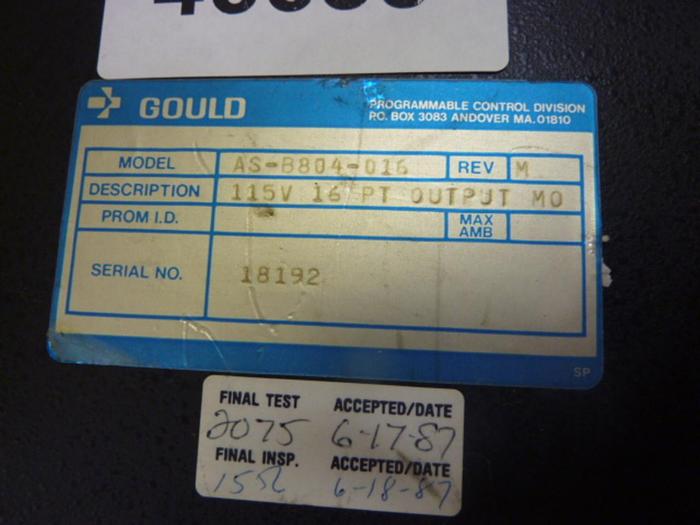 GOULD
PROGRAMMABLE CONTROL DIVISION
P.O. BOX 3083 ANDOVER MA. 01810
MODEL AS-B804-016 REV M
DESCRIPTION 115V 16 PT OUTPUT MO
PROM I.D. MAX AMB
SERIAL NO. 18192
SP
FINAL TEST ACCEPTED/DATE
2075 6-17-87
FINAL INSP. ACCEPTED/DATE
6-18-87